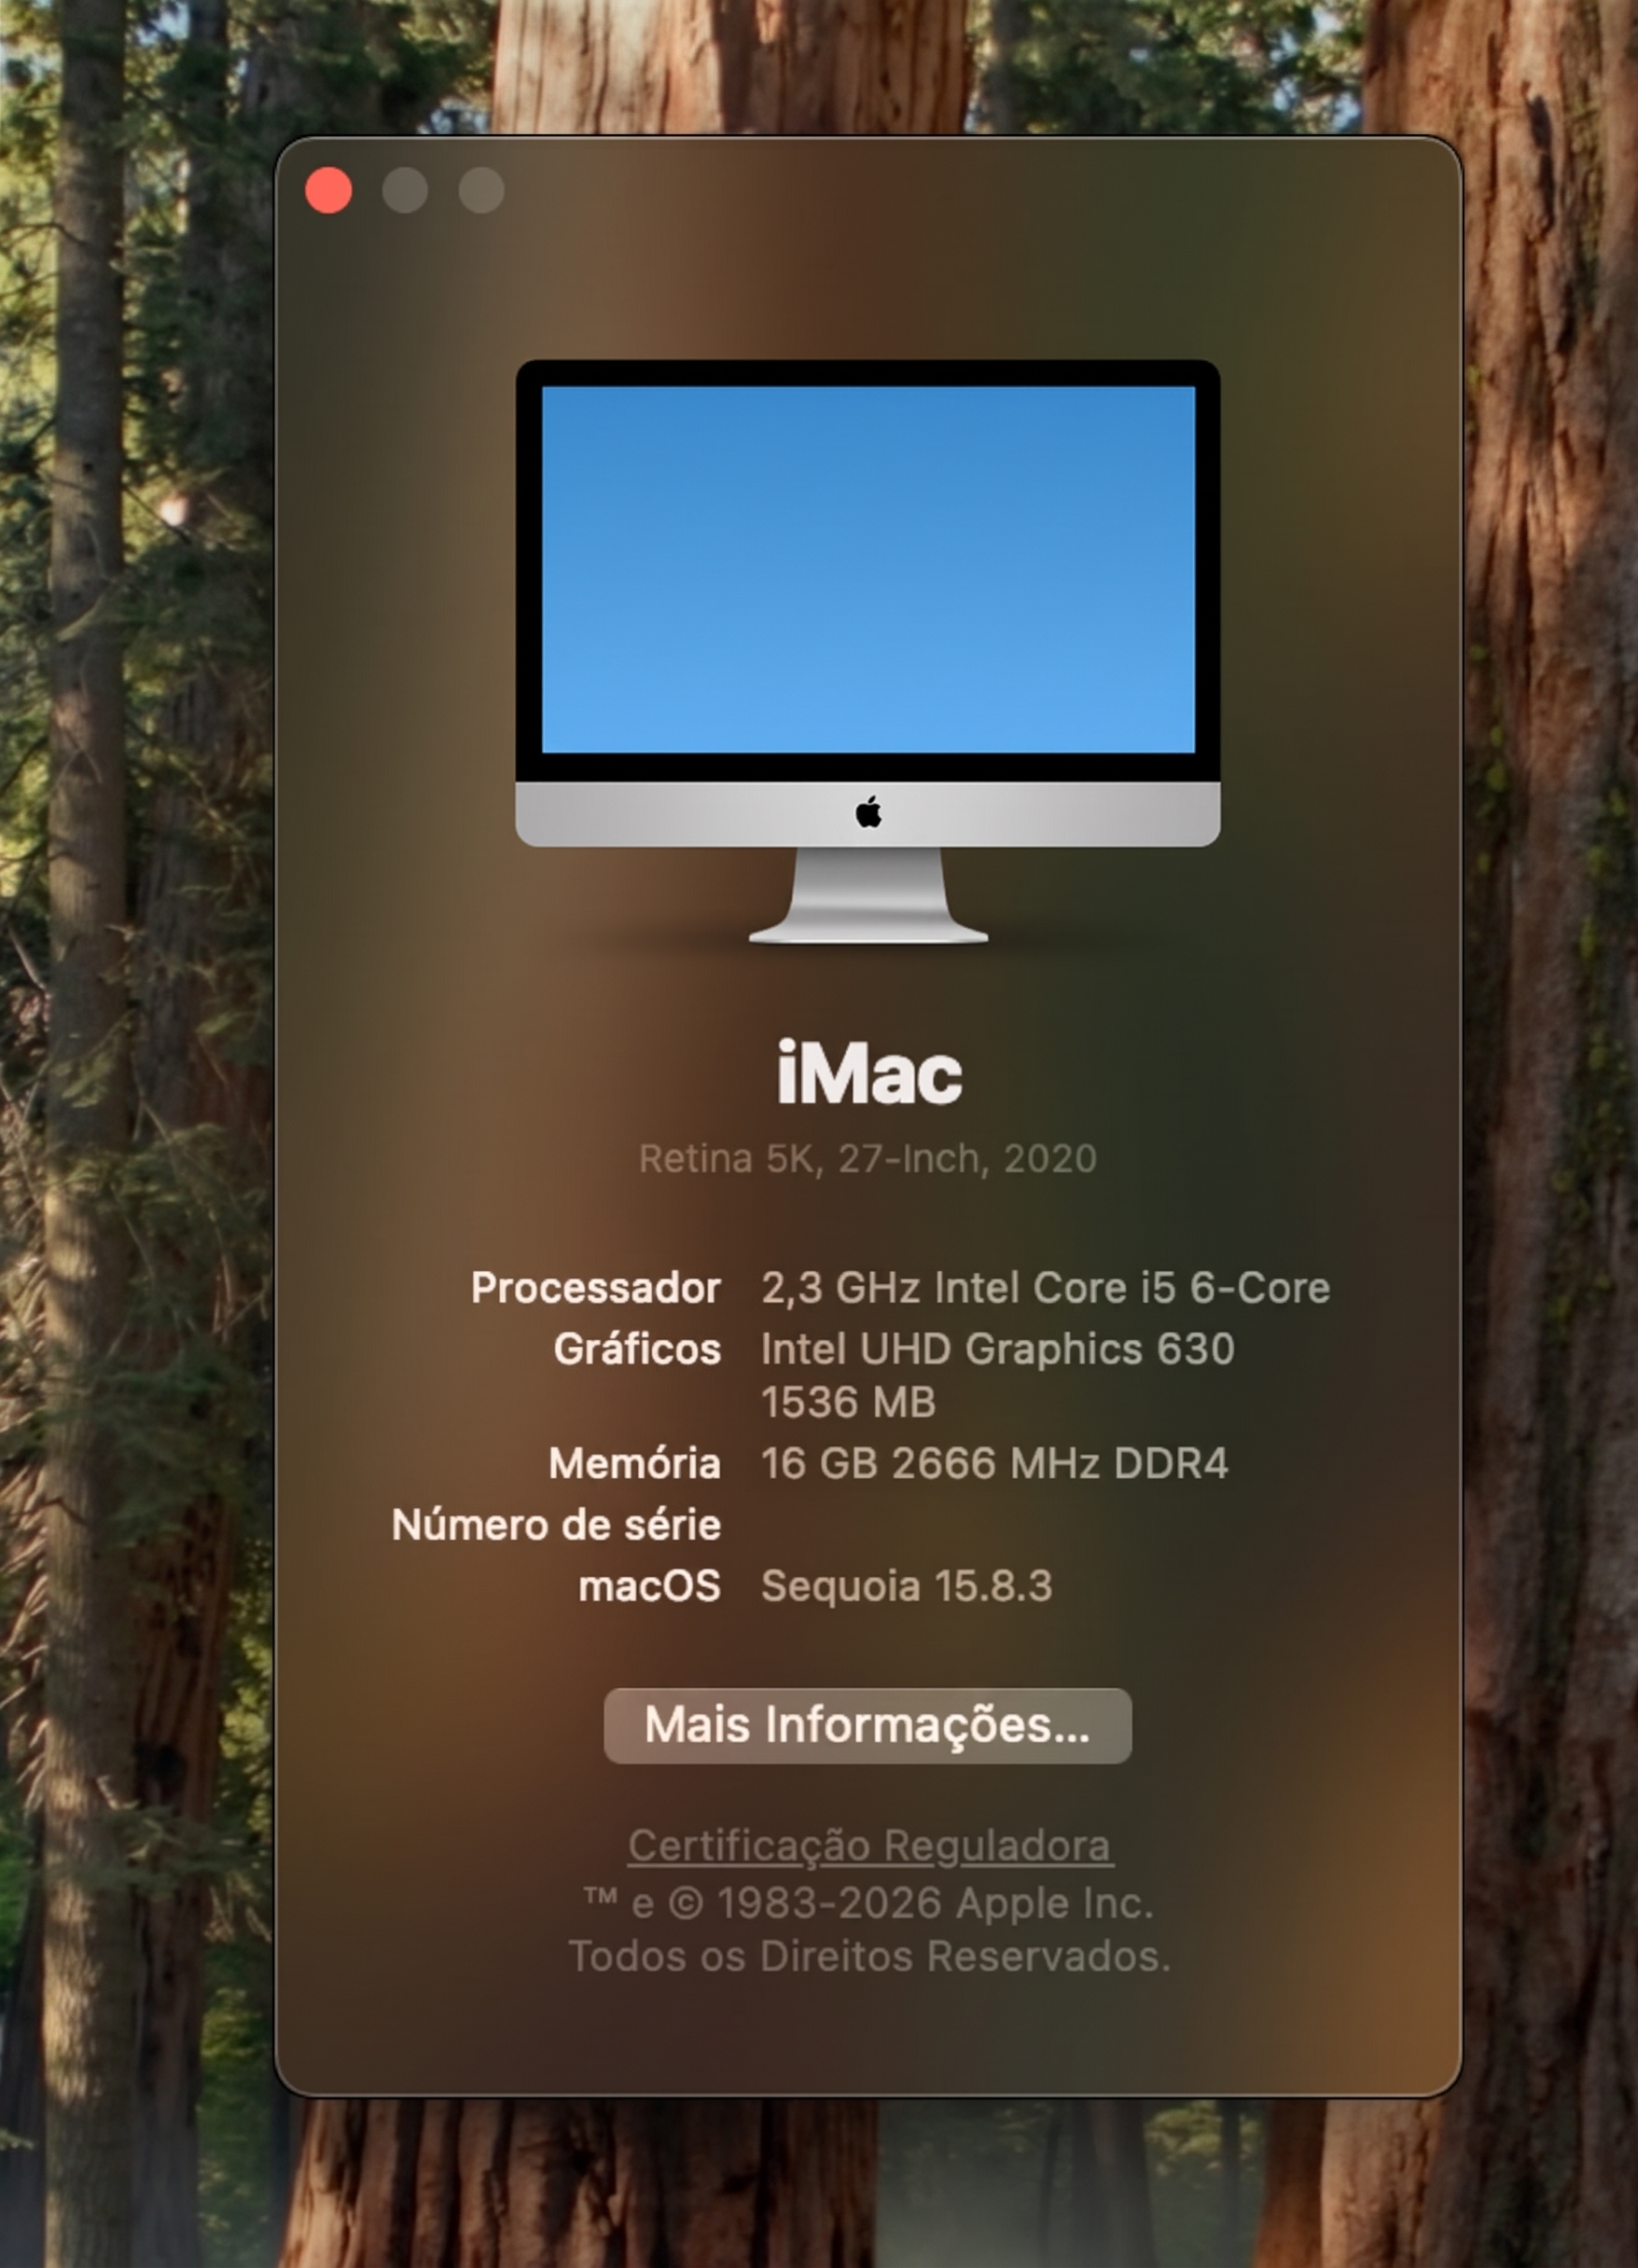 iMac
Retina 5K, 27-Inch, 2020
Processador 2,3 GHz Intel Core i5 6-Core
Gráficos Intel UHD Graphics 630
1536 MB
Memória 16 GB 2666 MHz DDR4
Número de série
macOS Sequoia 15.8.3
Mais Informações...
Certificação Reguladora
™ e © 1983-2026 Apple Inc.
Todos os Direitos Reservados.